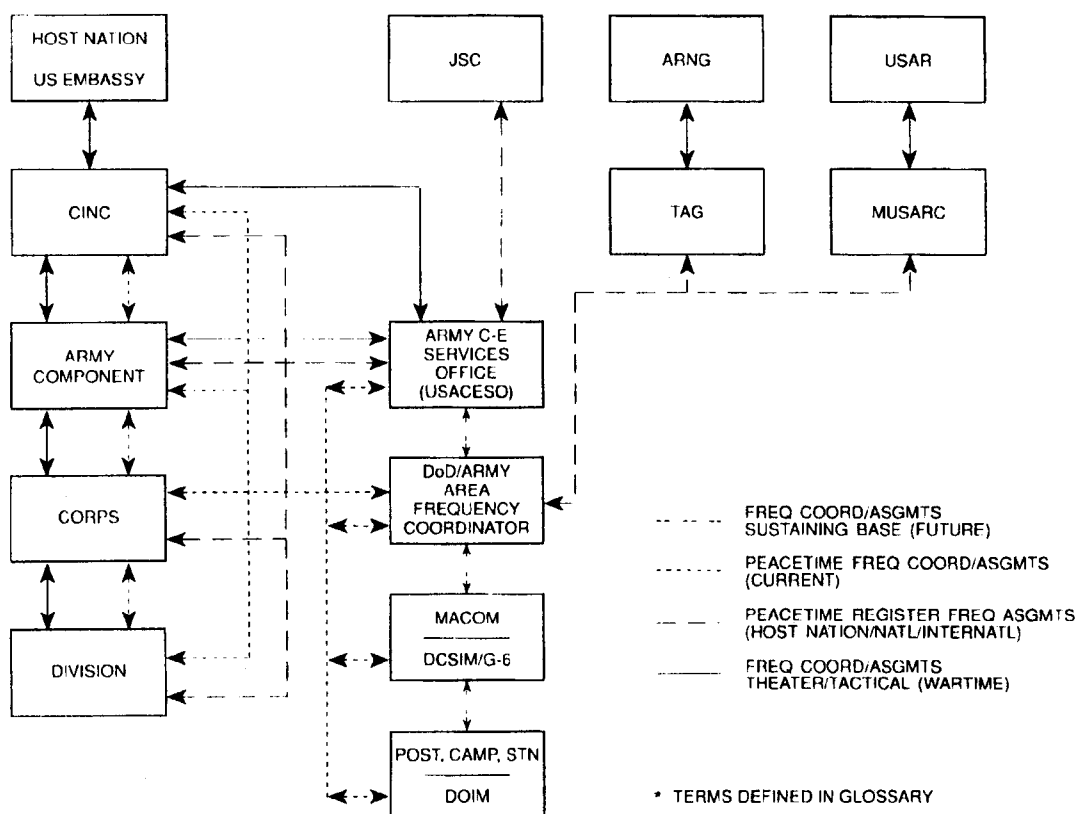 HOST NATION
US EMBASSY
JSC
ARNG
USAR
CINC
TAG
MUSARC
ARMY
COMPONENT
ARMY C-E
SERVICES
OFFICE
(USACESO)
CORPS
DoD/ARMY
AREA
FREQUENCY
COORDINATOR
DIVISION
MACOM
DCSIM/G-6
POST, CAMP, STN
DOIM
FREQ COORD/ASGMTS
SUSTAINING BASE (FUTURE)
PEACETIME FREQ COORD/ASGMTS
(CURRENT)
PEACETIME REGISTER FREQ ASGMTS
(HOST NATION/NATL/INTERNATL)
FREQ COORD/ASGMTS
THEATER/TACTICAL (WARTIME)
* TERMS DEFINED IN GLOSSARY